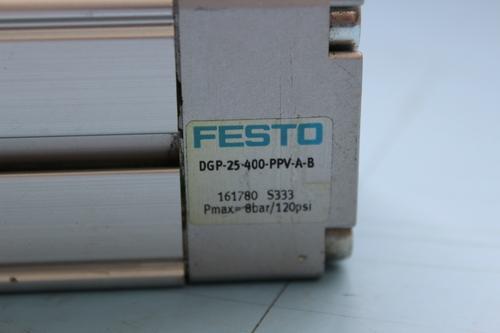 FESTO
DGP-25-400-PPV-A-B
161780 S333
Pmax= 8bar/120psi